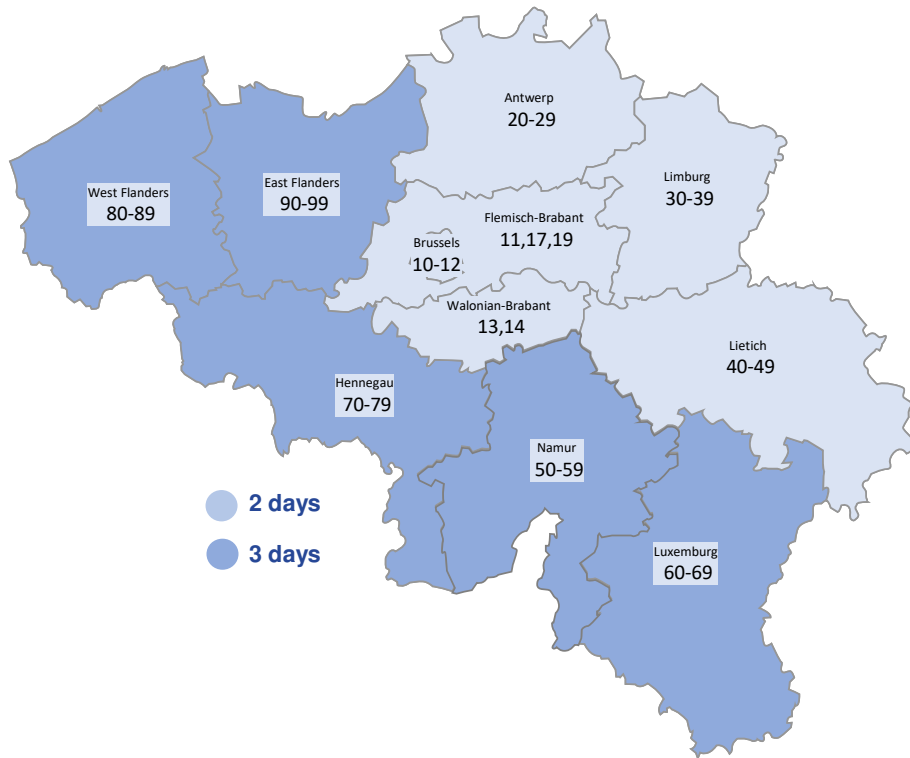 Antwerp
20-29
Limburg
30-39
West Flanders
80-89
East Flanders
90-99
Flemisch-Brabant
11,17,19
Brussels
10-12
Walonian-Brabant
13,14
Lietich
40-49
Hennegau
70-79
Namur
50-59
Luxemburg
60-69
2 days
3 days